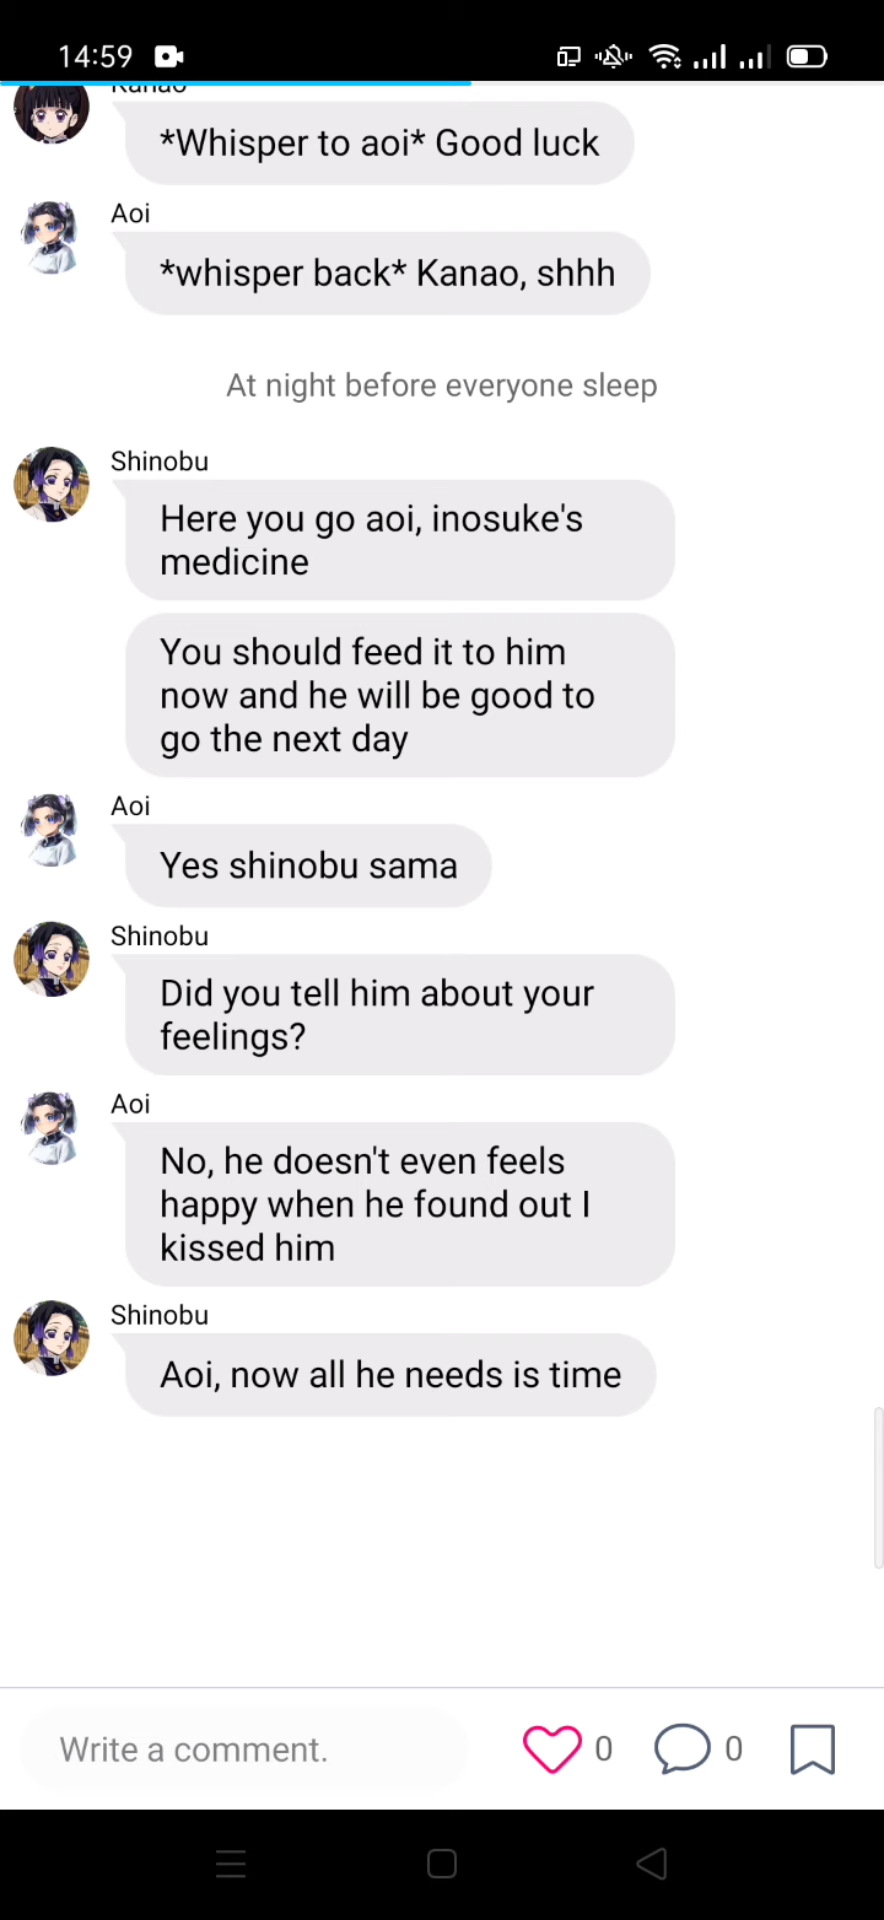 14:59
Kanao
*Whisper to aoi* Good luck
Aoi
*whisper back* Kanao, shhh
At night before everyone sleep
Shinobu
Here you go aoi, inosuke's
medicine
You should feed it to him
now and he will be good to
go the next day
Aoi
Yes shinobu sama
Shinobu
Did you tell him about your
feelings?
Aoi
No, he doesn't even feels
happy when he found out I
kissed him
Shinobu
Aoi, now all he needs is time
Write a comment. 0 0